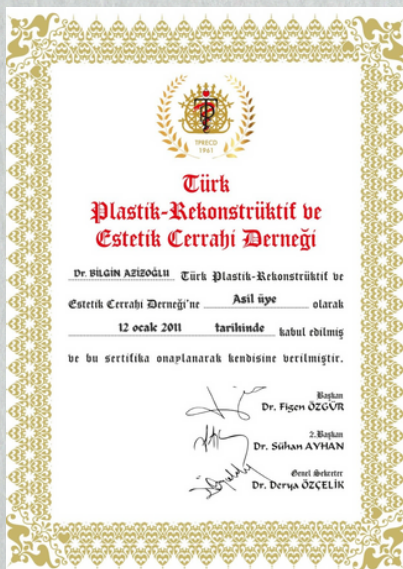 TPRECD
1961
Türk
Plastik-Rekonstrüktif ve
Estetik Cerrahi Derneği
Dr. BİLGİN AZİZOĞLU Türk Plastik-Rekonstrüktif ve
Estetik Cerrahi Derneği'ne Asil üye olarak
12 ocak 2011 tarihinde kabul edilmiş
ve bu sertifika onaylanarak kendisine verilmiştir.
Başkan
Dr. Figen ÖZGÜR
2.Başkan
Dr. Sühan AYHAN
Genel Sekreter
Dr. Derya ÖZÇELİK